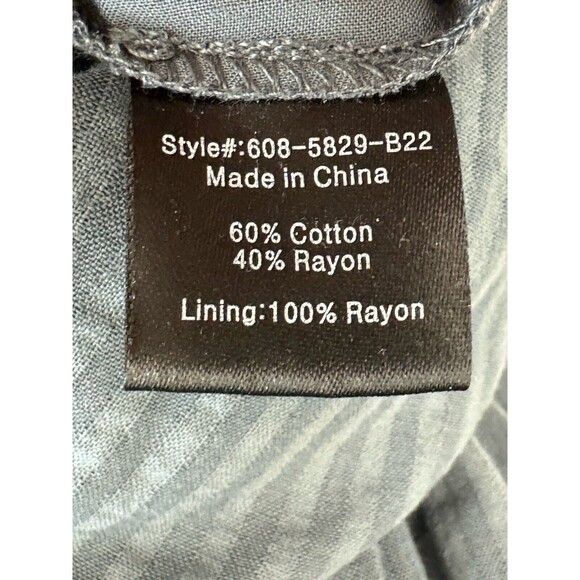 Style#:608-5829-B22
Made in China
60% Cotton
40% Rayon
Lining:100% Rayon